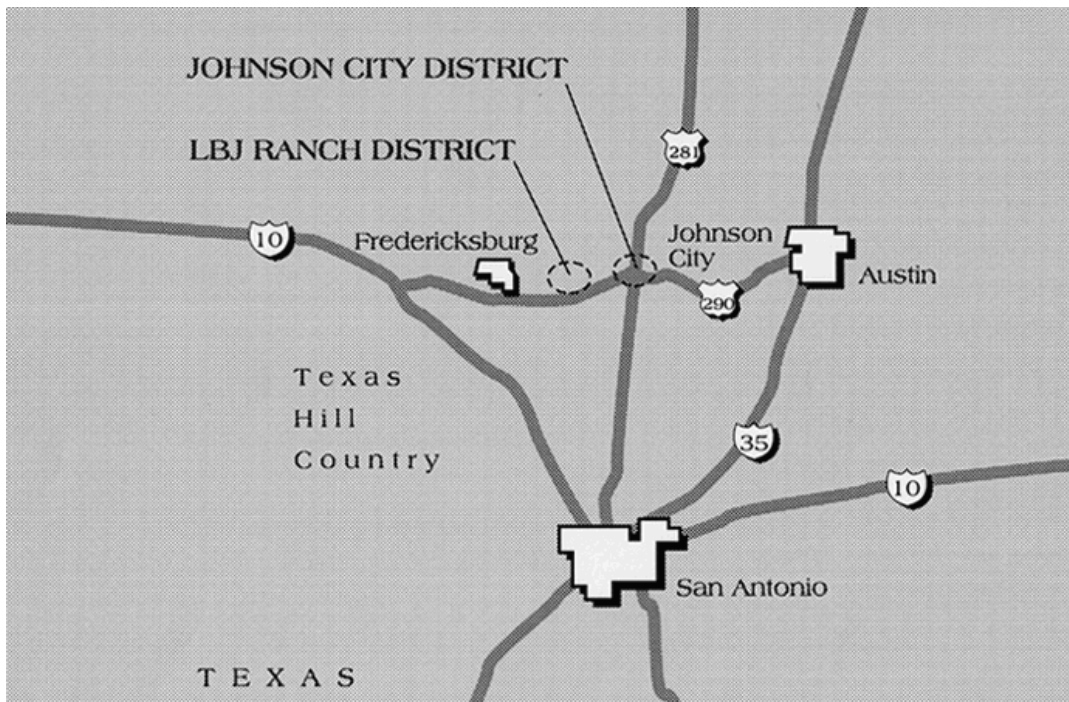 JOHNSON CITY DISTRICT
LBJ RANCH DISTRICT
281
10
Fredericksburg
Johnson
City
Austin
290
Texas
Hill
Country
35
10
San Antonio
TEXAS